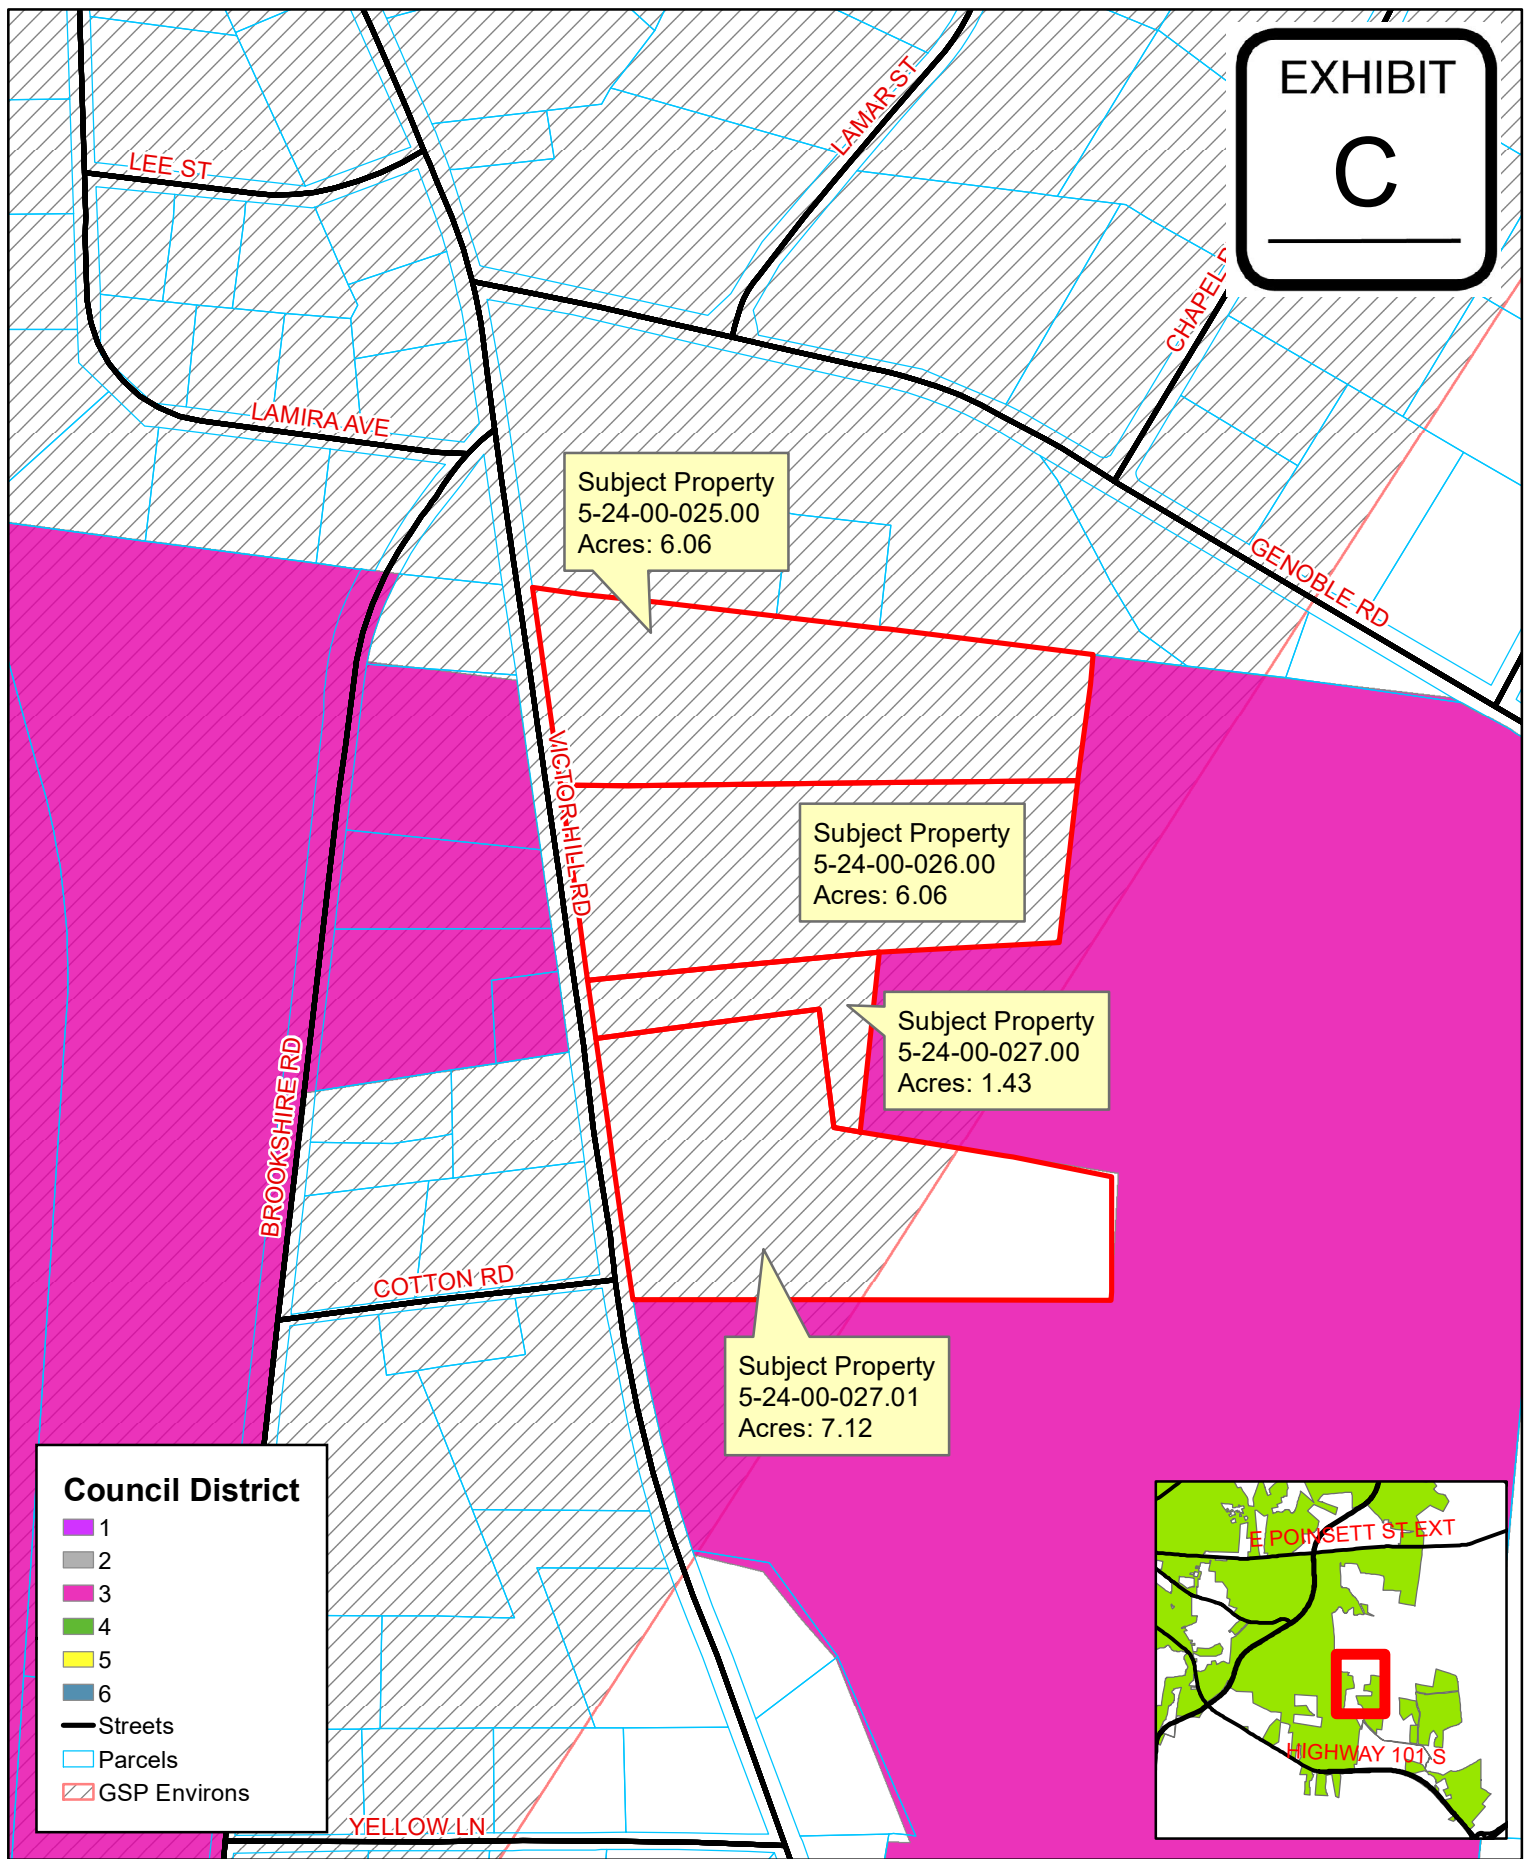 EXHIBIT
C
LEE ST
LAMAR ST
CHAPEL
LAMIRA AVE
Subject Property
5-24-00-025.00
Acres: 6.06
GENOBLE RD
VICTOR HILL RD
Subject Property
5-24-00-026.00
Acres: 6.06
Subject Property
5-24-00-027.00
Acres: 1.43
BROOKSHIRE RD
COTTON RD
Subject Property
5-24-00-027.01
Acres: 7.12
Council District
1
2
3
4
5
6
Streets
Parcels
GSP Environs
YELLOW LN
E POINSETT ST EXT
HIGHWAY 101 S